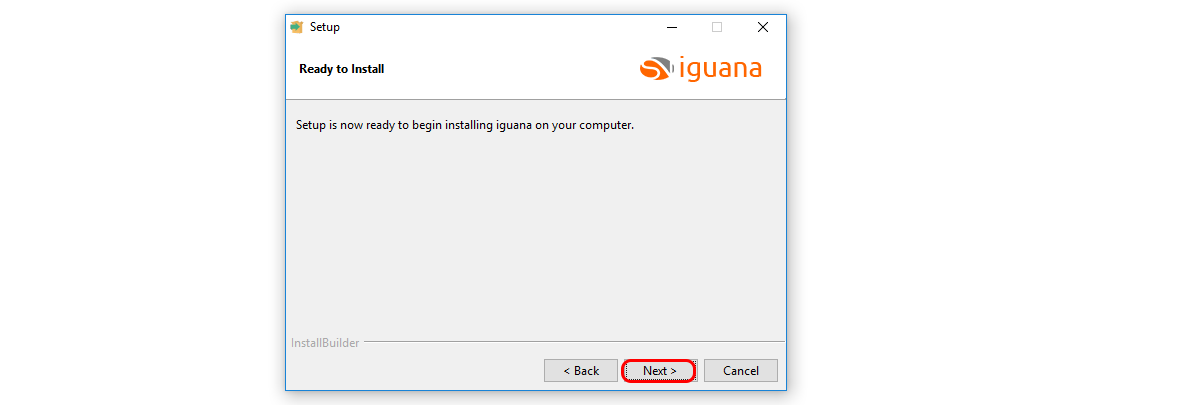 Setup
Ready to Install
iguana
Setup is now ready to begin installing iguana on your computer.
InstallBuilder
< Back
Next >
Cancel